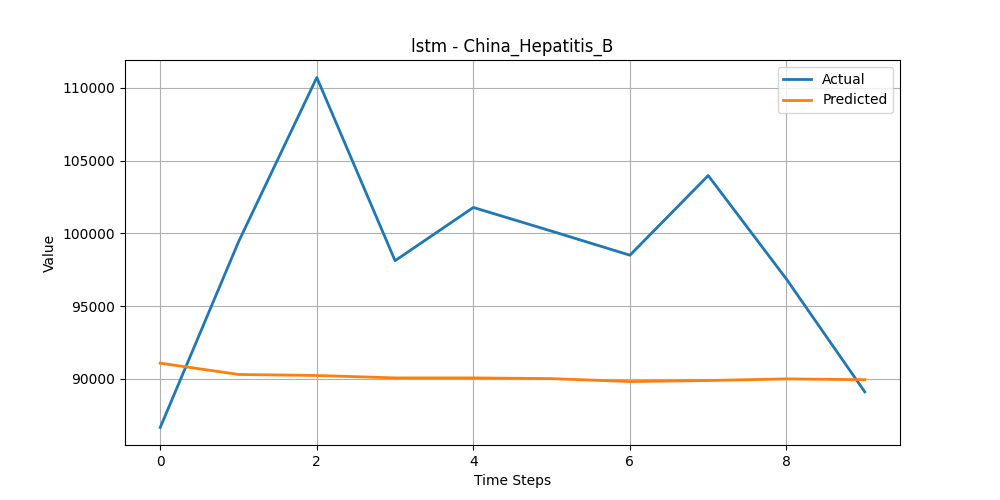 lstm - China_Hepatitis_B
Actual
Predicted
110000
105000
100000
95000
90000
Value
0 2 4 6 8
Time Steps